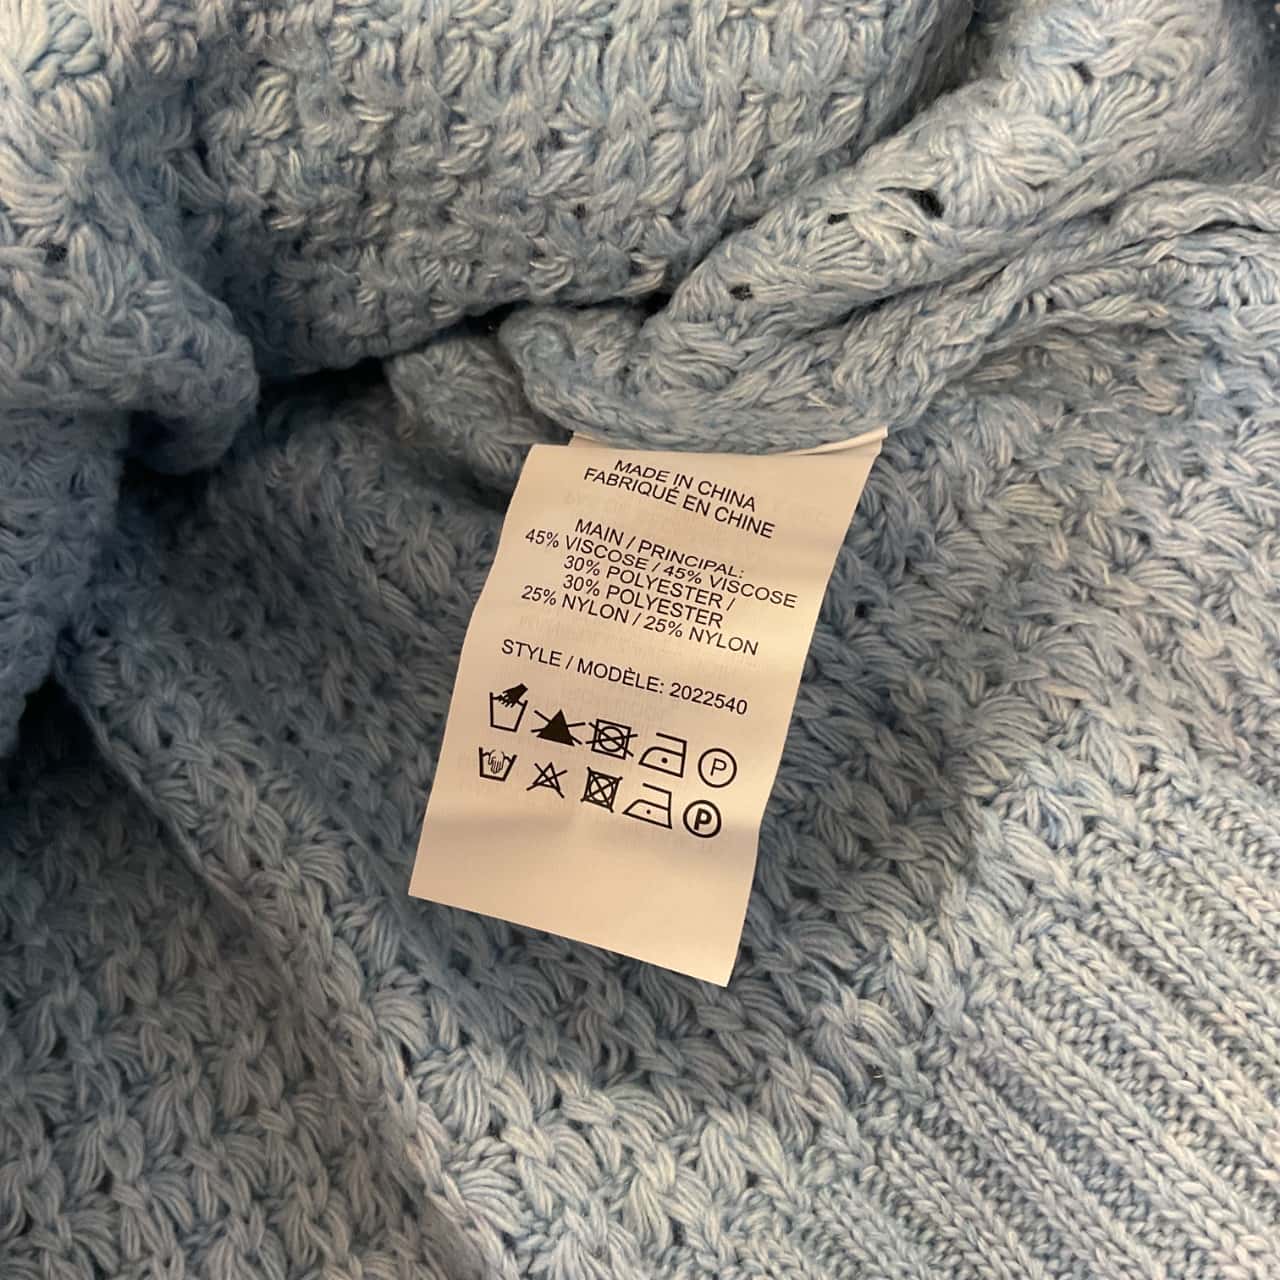 MADE IN CHINA
FABRIQUÉ EN CHINE
MAIN / PRINCIPAL:
45% VISCOSE / 45% VISCOSE
30% POLYESTER /
30% POLYESTER
25% NYLON / 25% NYLON
STYLE / MODÈLE: 2022540
P
P